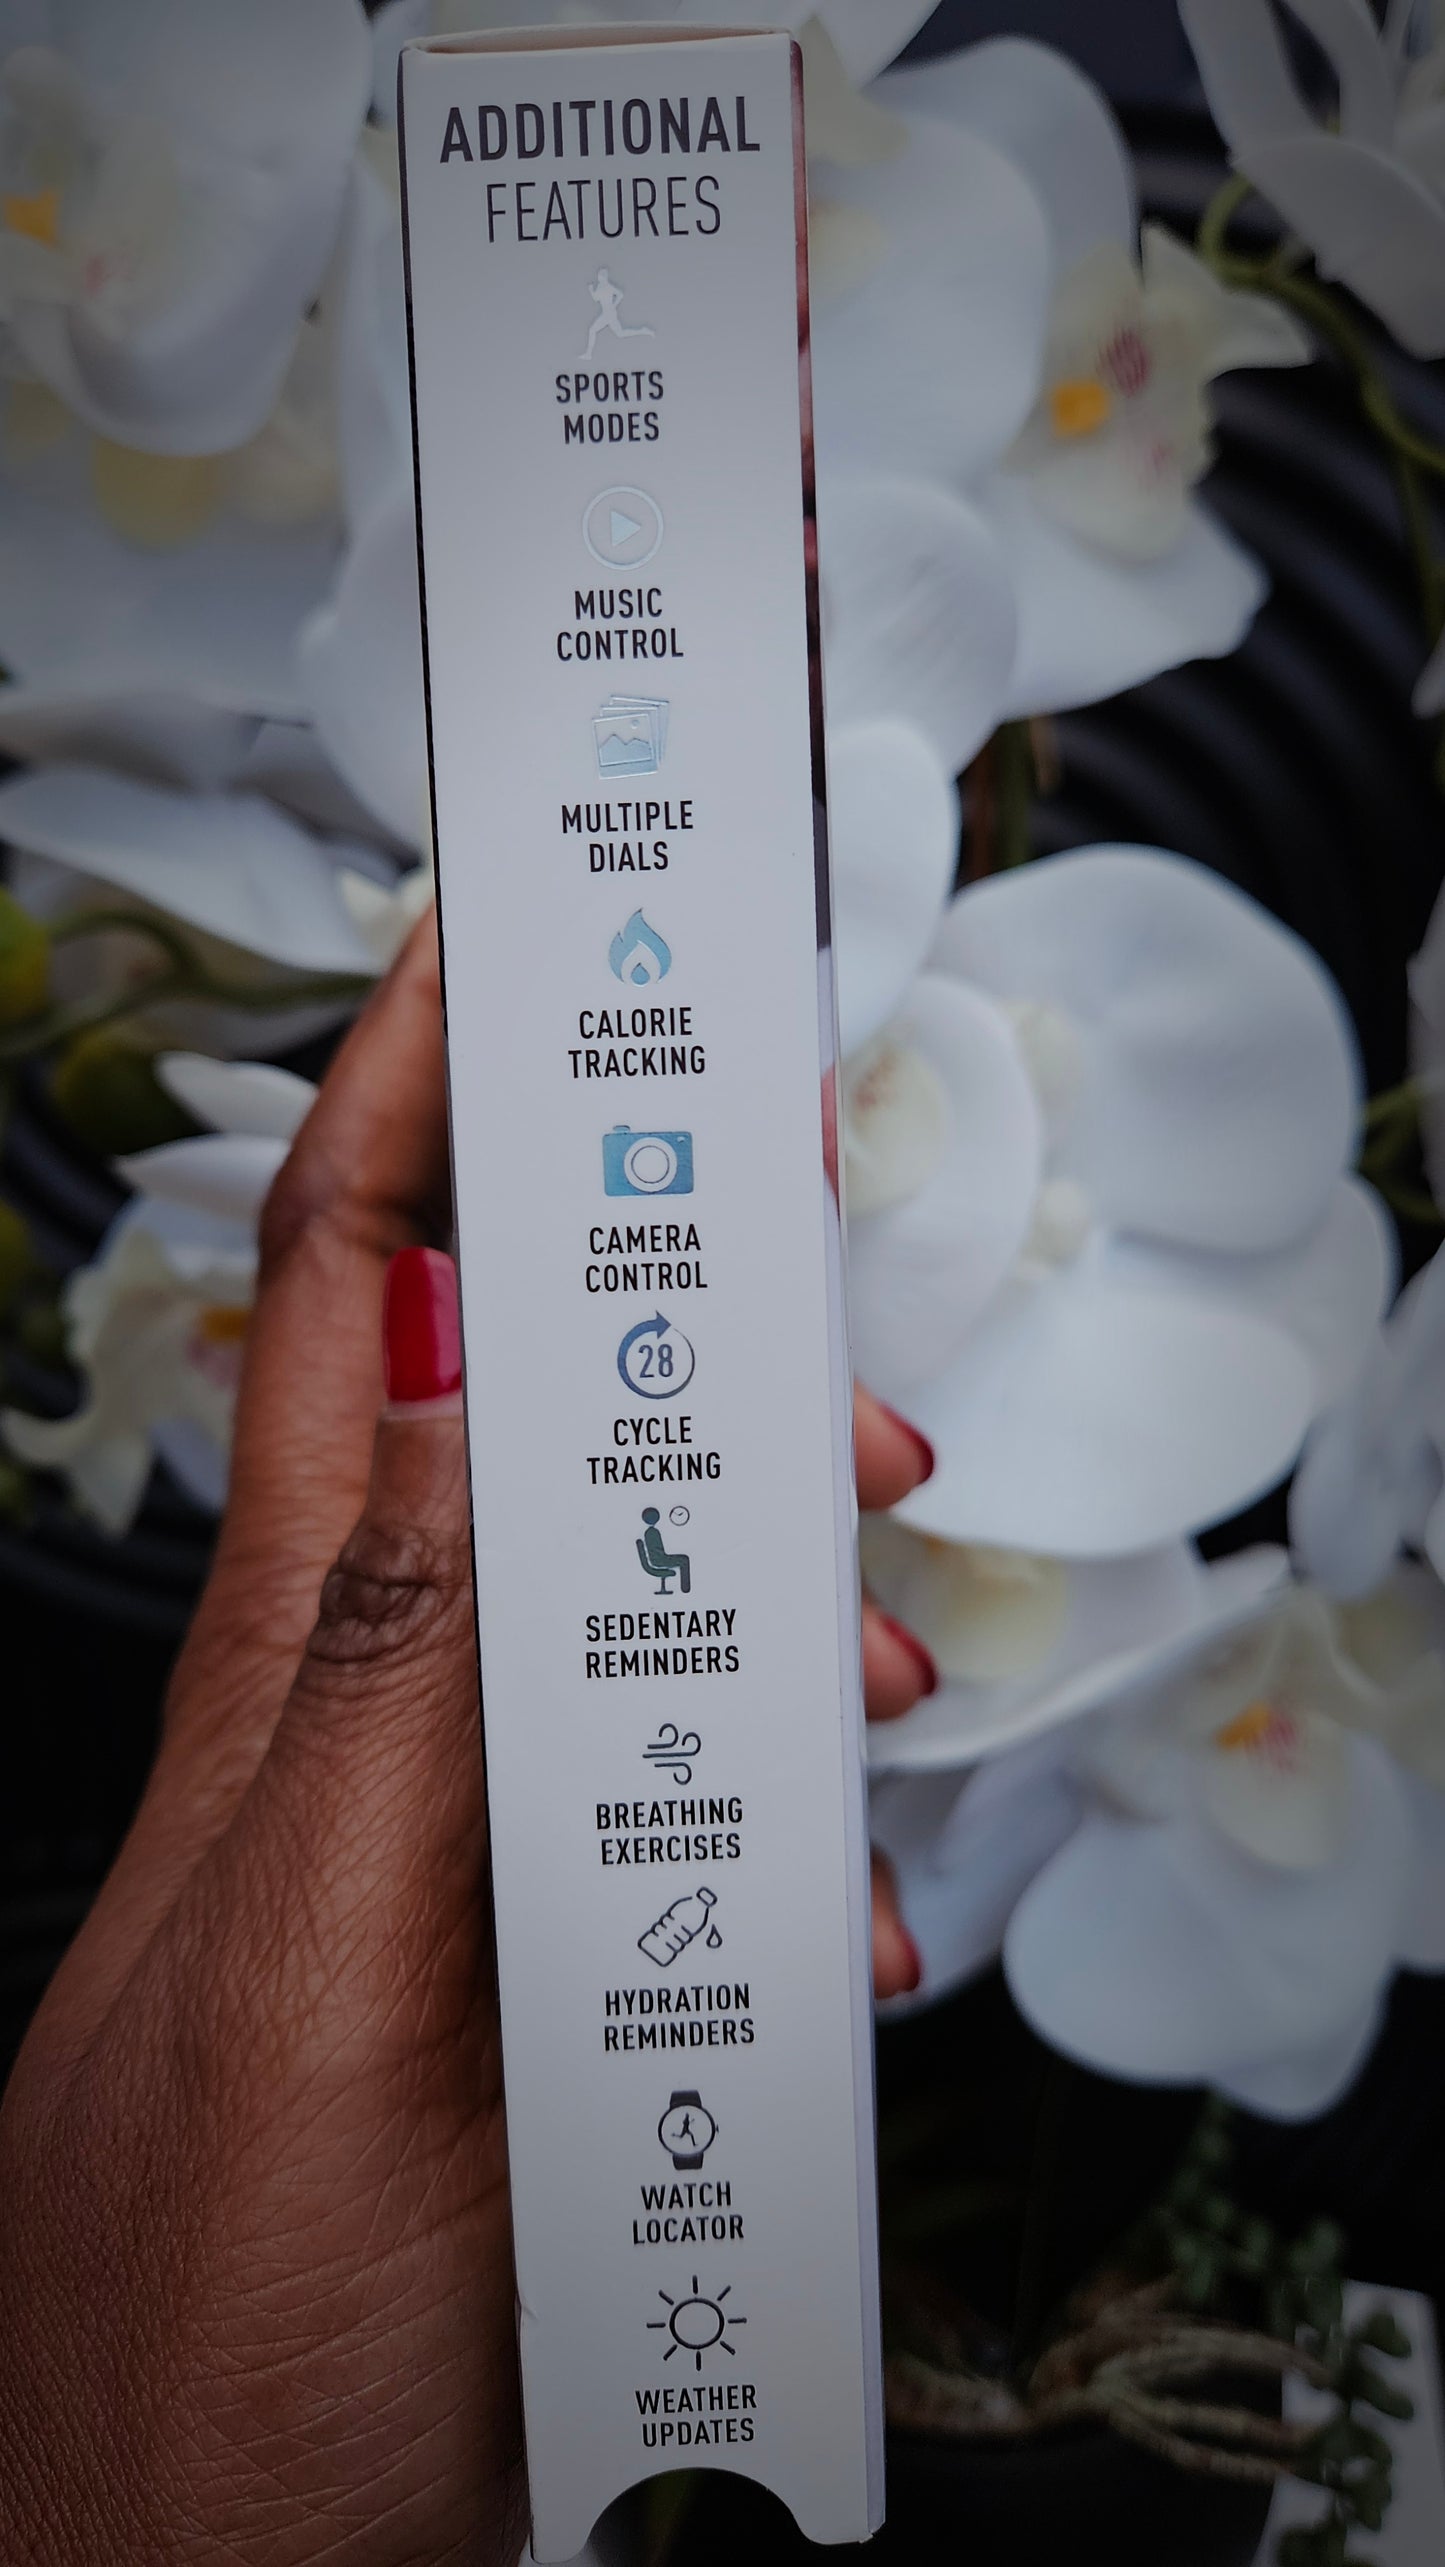 ADDITIONAL
FEATURES
SPORTS
MODES
MUSIC
CONTROL
MULTIPLE
DIALS
CALORIE
TRACKING
CAMERA
CONTROL
28
CYCLE
TRACKING
SEDENTARY
REMINDERS
BREATHING
EXERCISES
HYDRATION
REMINDERS
WATCH
LOCATOR
WEATHER
UPDATES